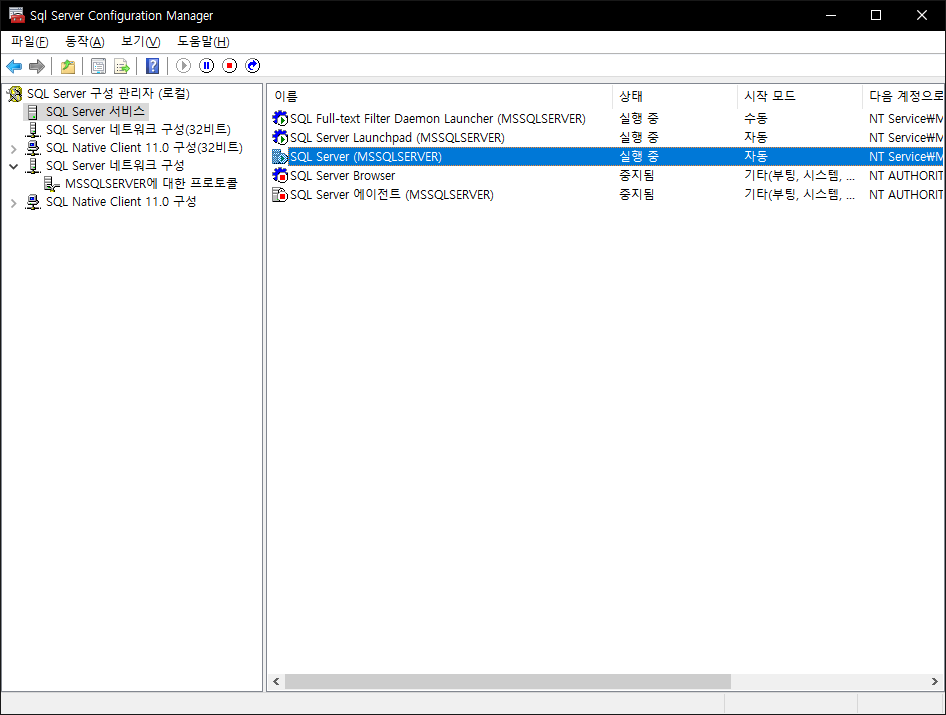 Sql Server Configuration Manager
파일(F) 동작(A) 보기(V) 도움말(H)
SQL Server 구성 관리자 (로컬)
SQL Server 서비스
SQL Server 네트워크 구성(32비트)
SQL Native Client 11.0 구성(32비트)
SQL Server 네트워크 구성
MSSQLSERVER에 대한 프로토콜
SQL Native Client 11.0 구성
이름 상태 시작 모드 다음 계정으로
SQL Full-text Filter Daemon Launcher (MSSQLSERVER) 실행 중 수동 NT Service₩M
SQL Server Launchpad (MSSQLSERVER) 실행 중 자동 NT Service₩M
SQL Server (MSSQLSERVER) 실행 중 자동 NT Service₩M
SQL Server Browser 중지됨 기타(부팅, 시스템, ... NT AUTHORIT
SQL Server 에이전트 (MSSQLSERVER) 중지됨 기타(부팅, 시스템, ... NT AUTHORIT